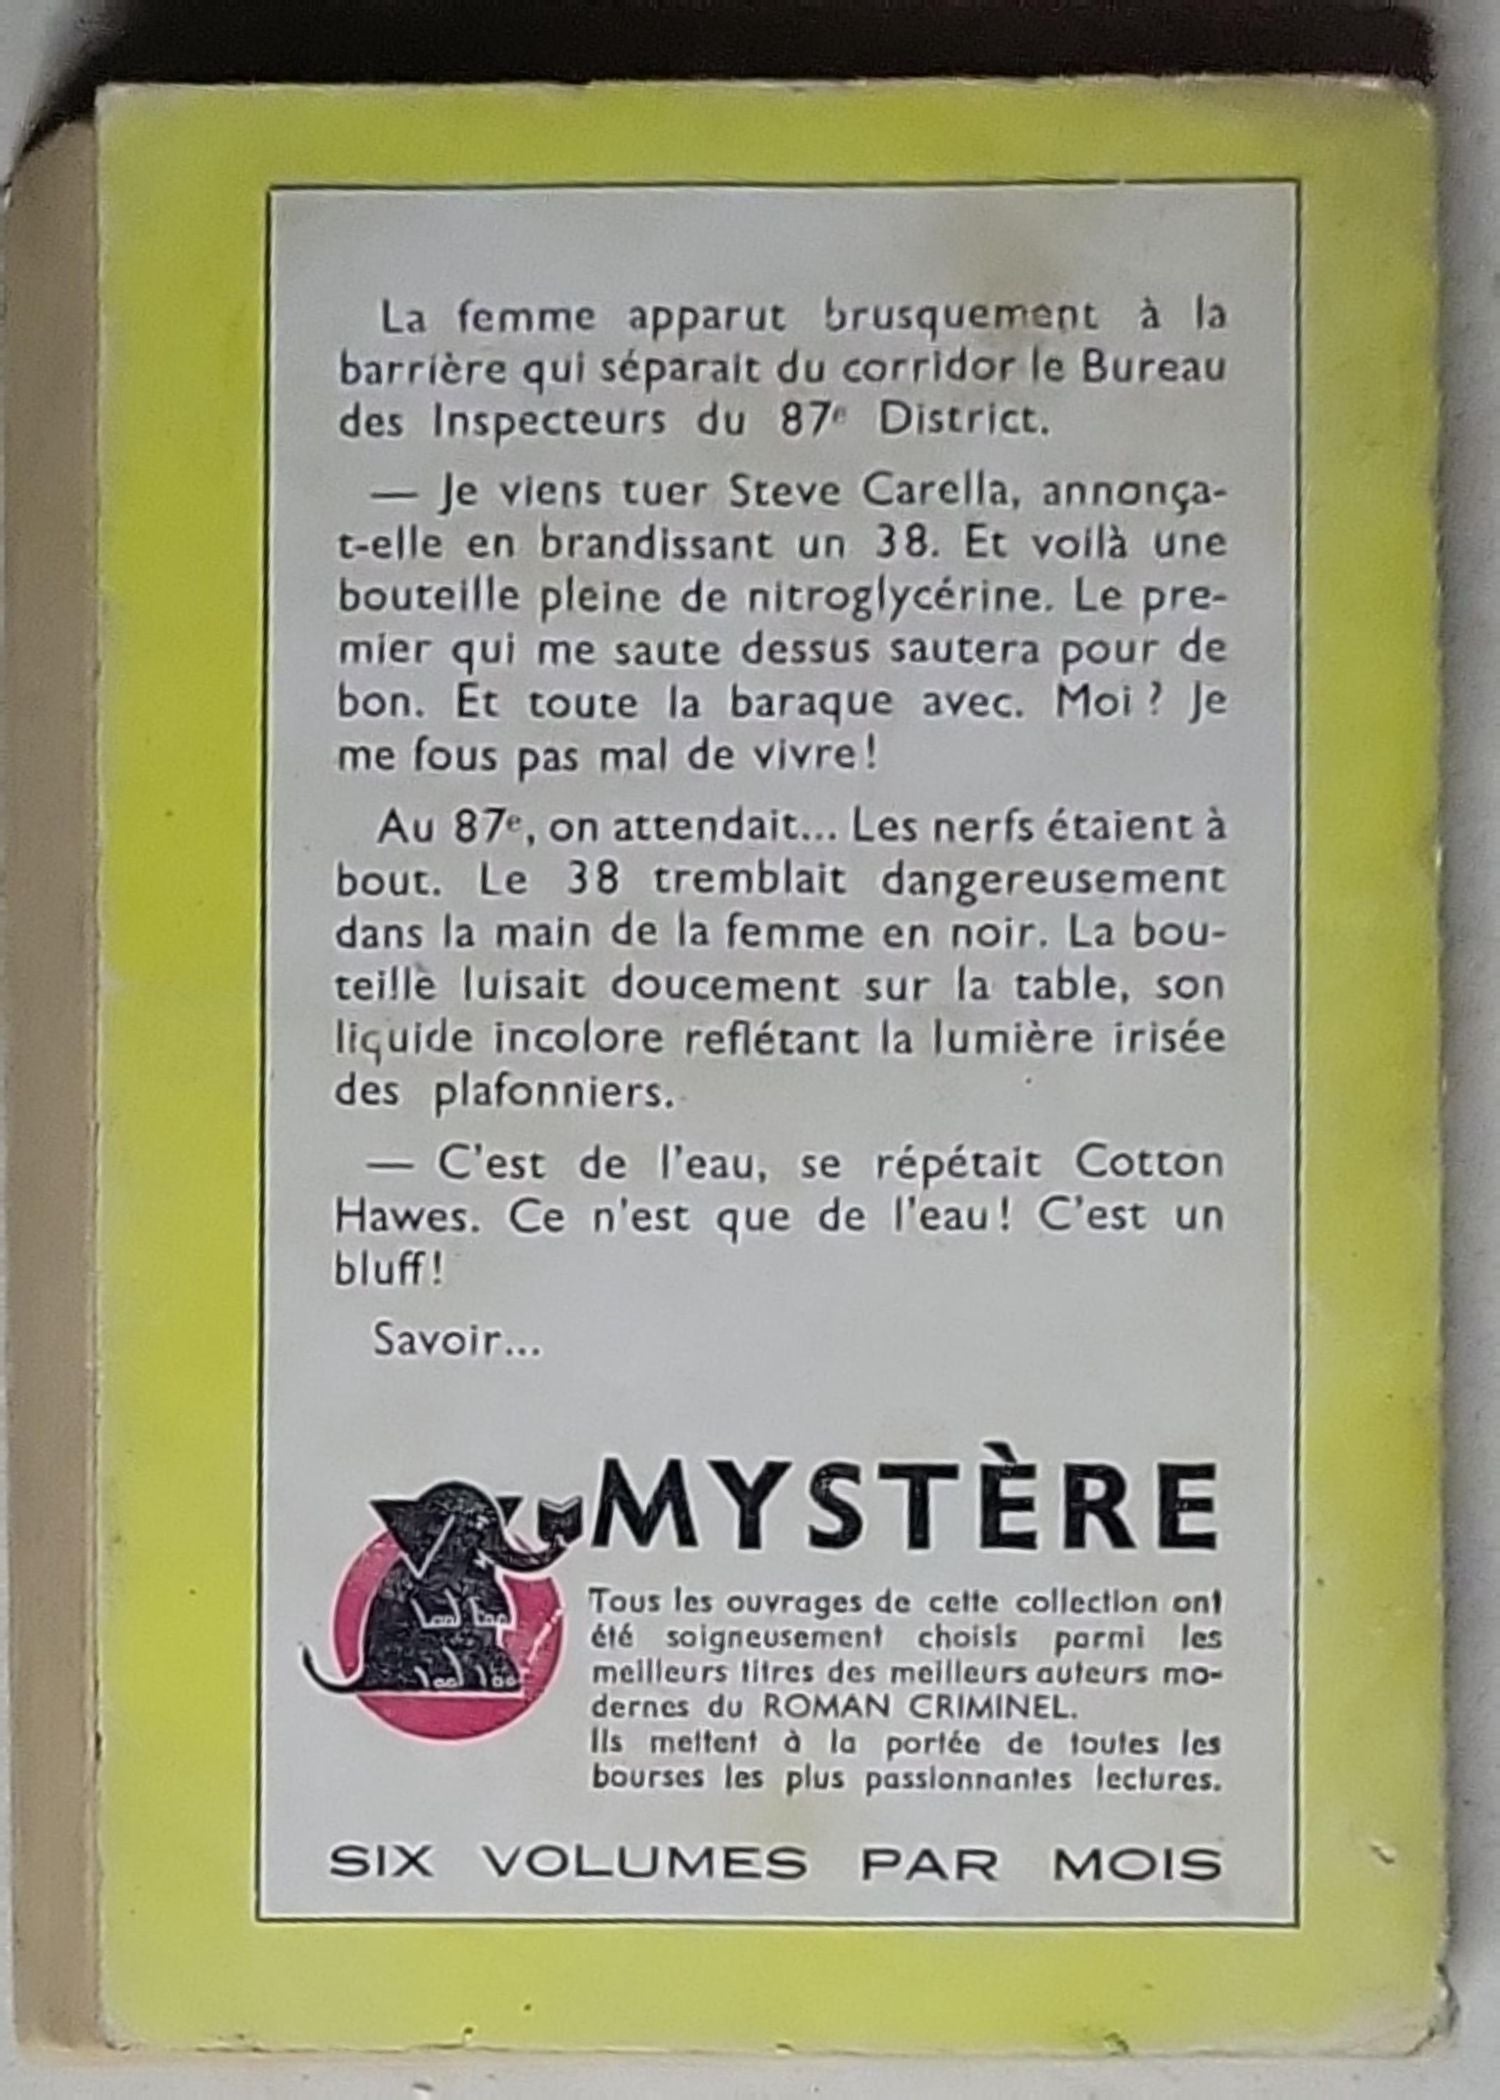 La femme apparut brusquement à la
barrière qui séparait du corridor le Bureau
des Inspecteurs du 87e District.
— Je viens tuer Steve Carella, annonça-
t-elle en brandissant un 38. Et voilà une
bouteille pleine de nitroglycérine. Le pre-
mier qui me saute dessus sautera pour de
bon. Et toute la baraque avec. Moi ? Je
me fous pas mal de vivre !
Au 87e, on attendait... Les nerfs étaient à
bout. Le 38 tremblait dangereusement
dans la main de la femme en noir. La bou-
teille luisait doucement sur la table, son
liquide incolore reflétant la lumière irisée
des plafonniers.
— C'est de l'eau, se répétait Cotton
Hawes. Ce n'est que de l'eau ! C'est un
bluff !
Savoir...
MYSTÈRE
Tous les ouvrages de cette collection ont
été soigneusement choisis parmi les
meilleurs titres des meilleurs auteurs mo-
dernes du ROMAN CRIMINEL.
Ils mettent à la portée de toutes les
bourses les plus passionnantes lectures.
SIX VOLUMES PAR MOIS